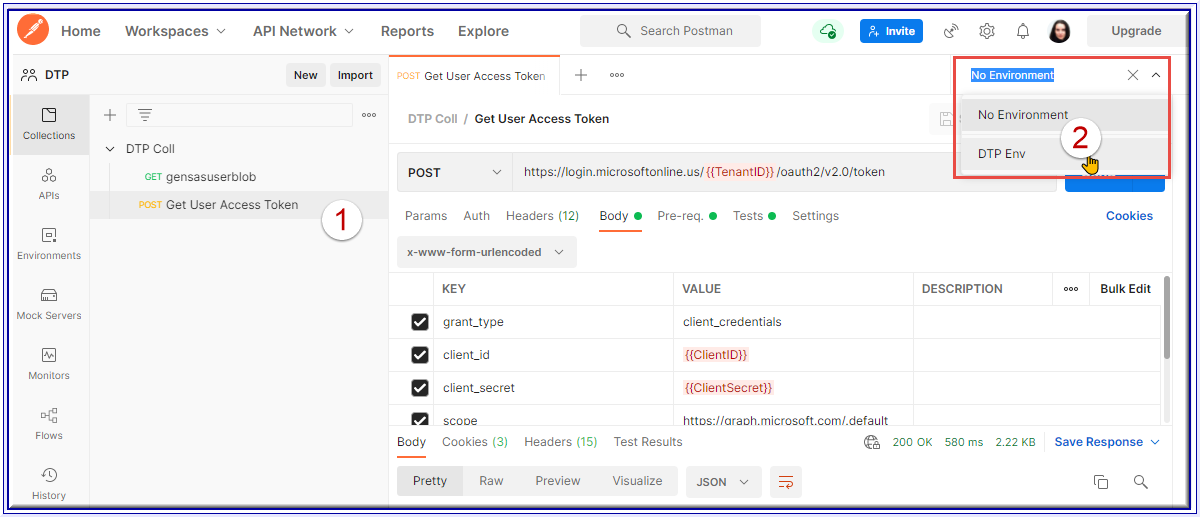 Home Workspaces API Network Reports Explore Search Postman Invite Upgrade
DTP New Import
POST Get User Access Token
No Environment
No Environment
DTP Env
2
Collections
APIs
Environments
Mock Servers
Monitors
Flows
History
DTP Coll
GET gensasuserblob
POST Get User Access Token
1
DTP Coll / Get User Access Token
POST https://login.microsoftonline.us/{{TenantID}}/oauth2/v2.0/token
Params Auth Headers (12) Body Pre-req. Tests Settings Cookies
x-www-form-urlencoded
KEY VALUE DESCRIPTION Bulk Edit
grant_type client_credentials
client_id {{ClientID}}
client_secret {{ClientSecret}}
scope https://graph.microsoft.com/.default
Body Cookies (3) Headers (15) Test Results 200 OK 580 ms 2.22 KB Save Response
Pretty Raw Preview Visualize JSON